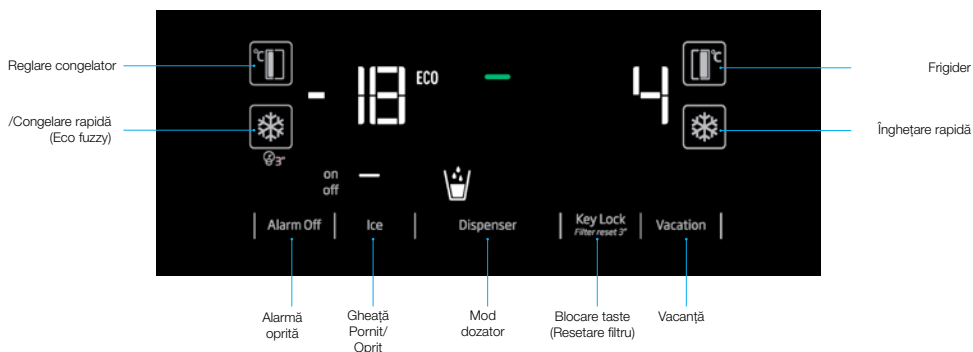 Reglare congelator
°C
- 18 ECO
4
°C
Frigider
/Congelare rapidă
(Eco fuzzy)
Înghețare rapidă
3"
on
off
Alarm Off
Ice
Dispenser
Key Lock
Filter reset 3"
Vacation
Alarmă
oprită
Gheață
Pornit/
Oprit
Mod
dozator
Blocare taste
(Resetare filtru)
Vacanță